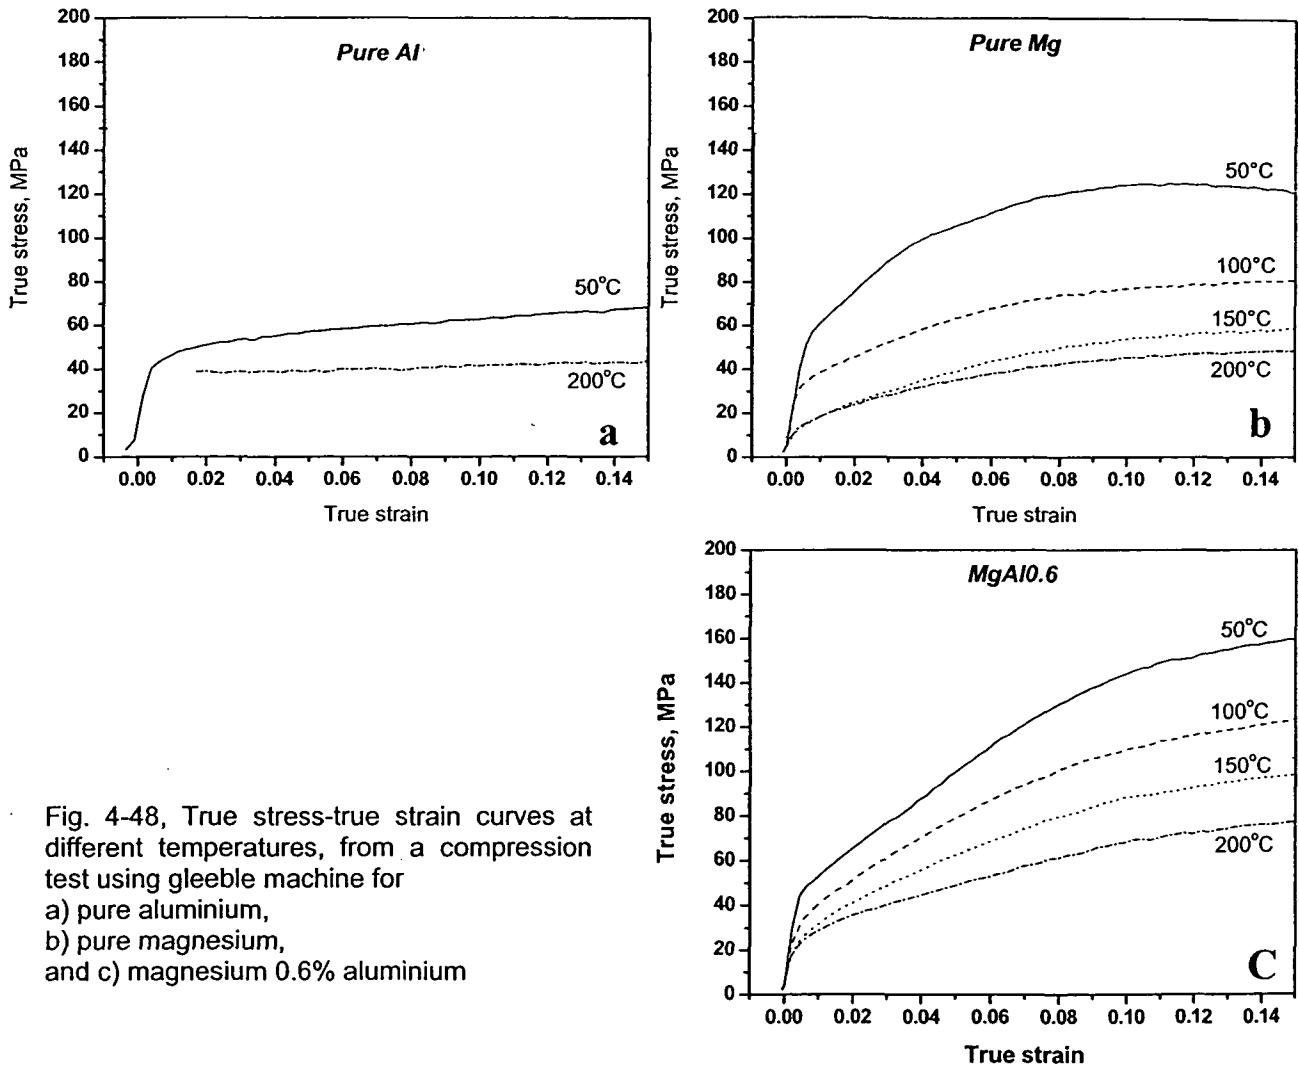 Pure Al
True stress, MPa
200
180
160
140
120
100
80
60
40
20
0
50°C
200°C
a
0.00 0.02 0.04 0.06 0.08 0.10 0.12 0.14
True strain
Pure Mg
True stress, MPa
200
180
160
140
120
100
80
60
40
20
0
50°C
100°C
150°C
200°C
b
0.00 0.02 0.04 0.06 0.08 0.10 0.12 0.14
True strain
MgAl0.6
True stress, MPa
200
180
160
140
120
100
80
60
40
20
0
50°C
100°C
150°C
200°C
C
0.00 0.02 0.04 0.06 0.08 0.10 0.12 0.14
True strain
Fig. 4-48, True stress-true strain curves at
different temperatures, from a compression
test using gleeble machine for
a) pure aluminium,
b) pure magnesium,
and c) magnesium 0.6% aluminium